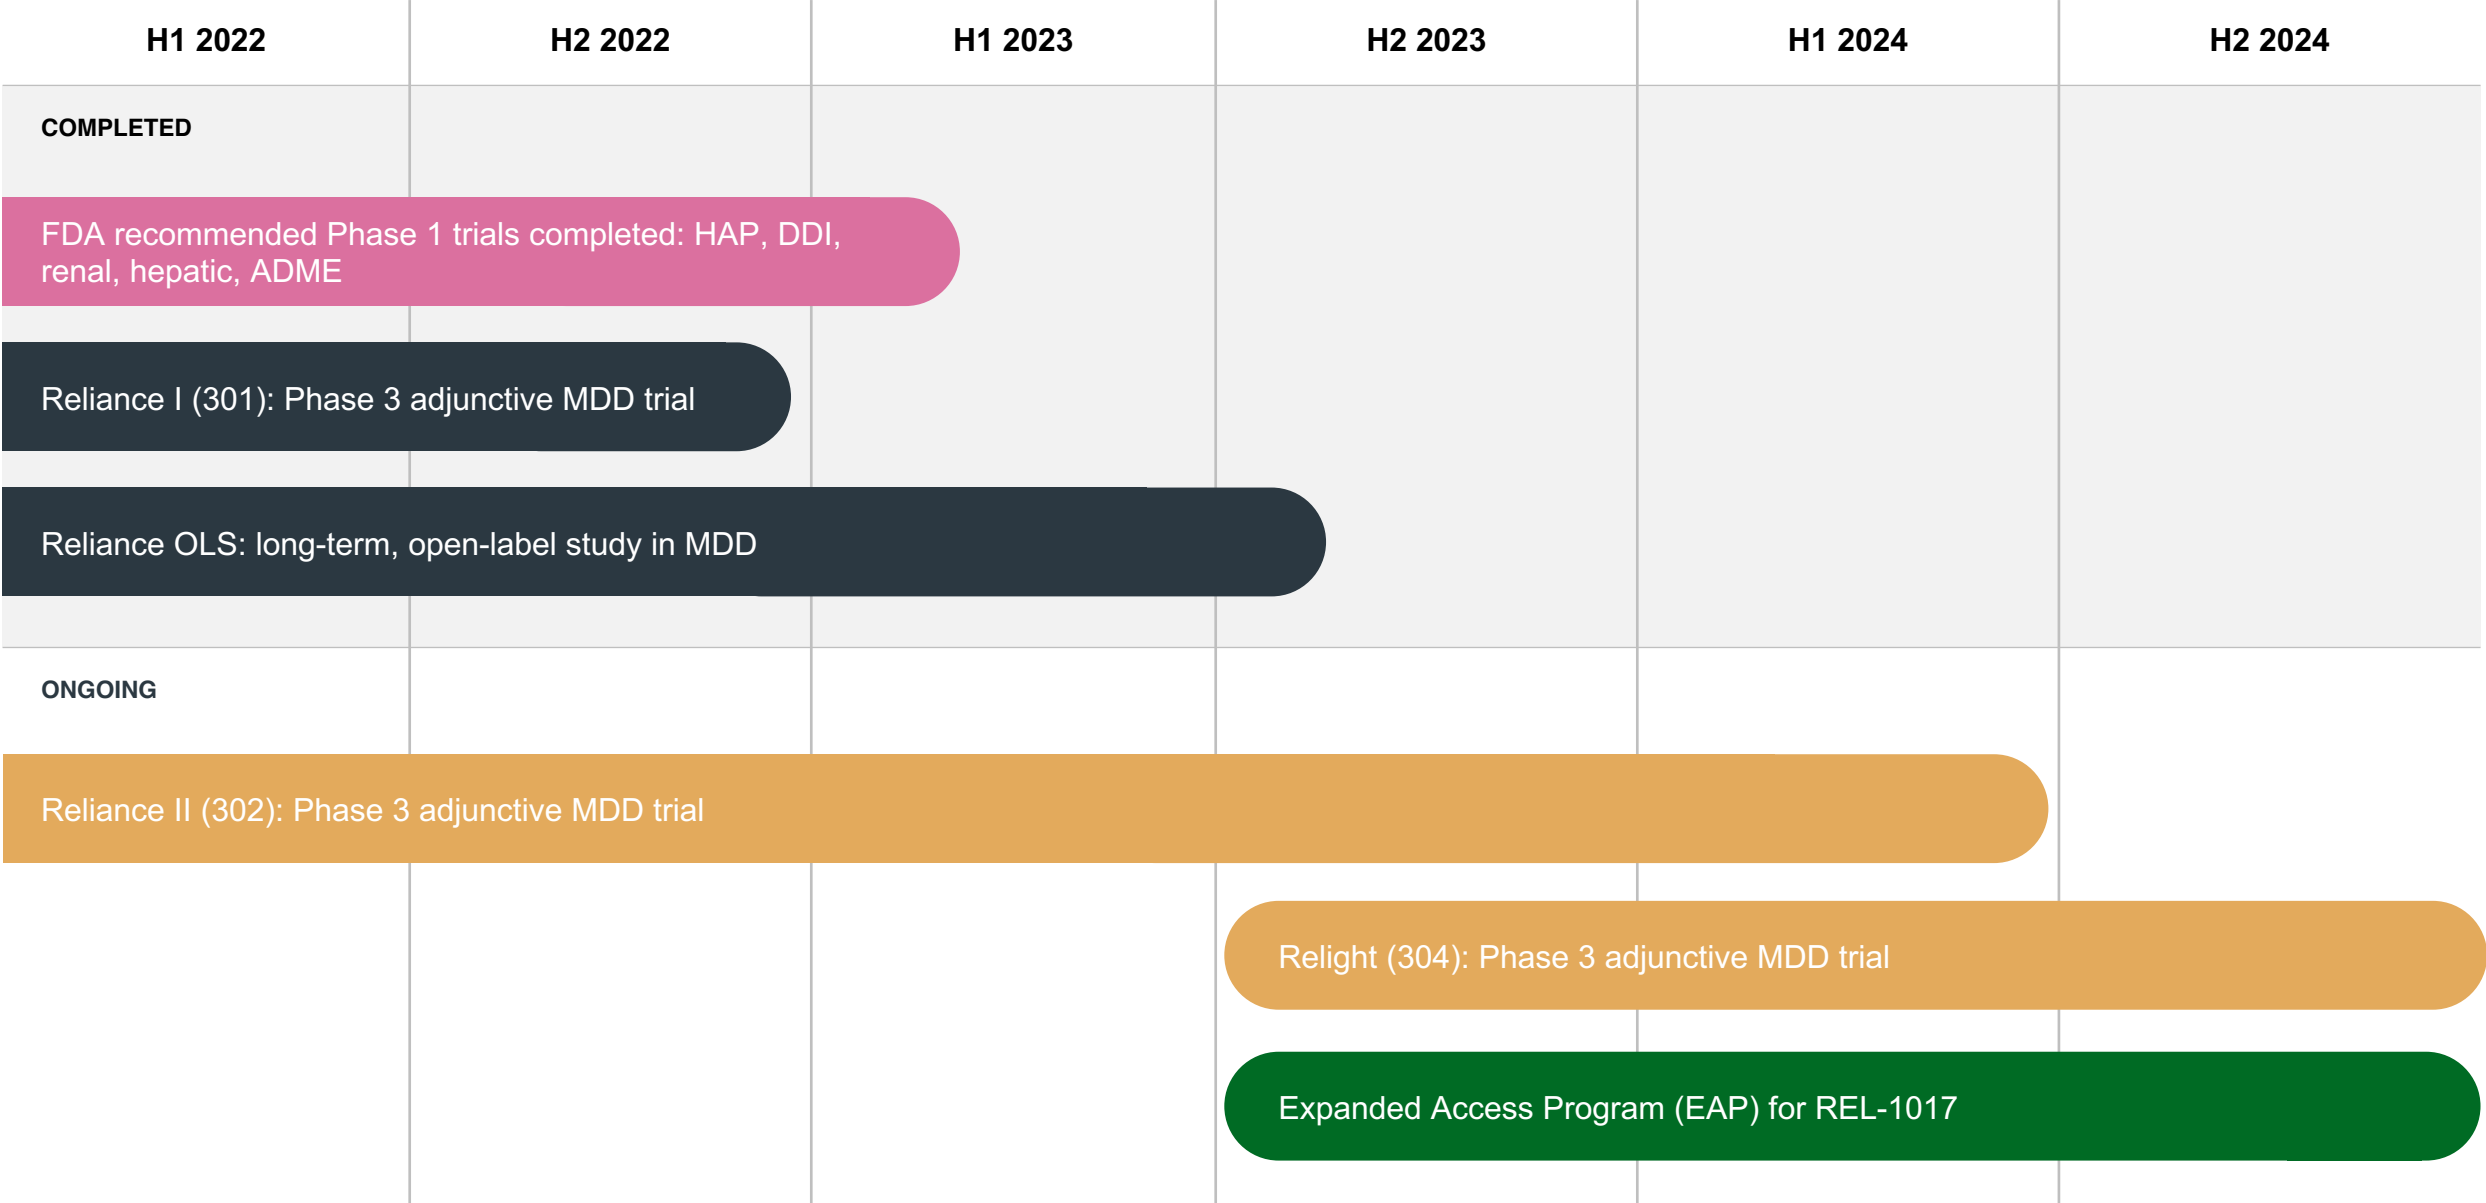 H1 2022 H2 2022 H1 2023 H2 2023 H1 2024 H2 2024
COMPLETED
FDA recommended Phase 1 trials completed: HAP, DDI,
renal, hepatic, ADME
Reliance I (301): Phase 3 adjunctive MDD trial
Reliance OLS: long-term, open-label study in MDD
ONGOING
Reliance II (302): Phase 3 adjunctive MDD trial
Relight (304): Phase 3 adjunctive MDD trial
Expanded Access Program (EAP) for REL-1017